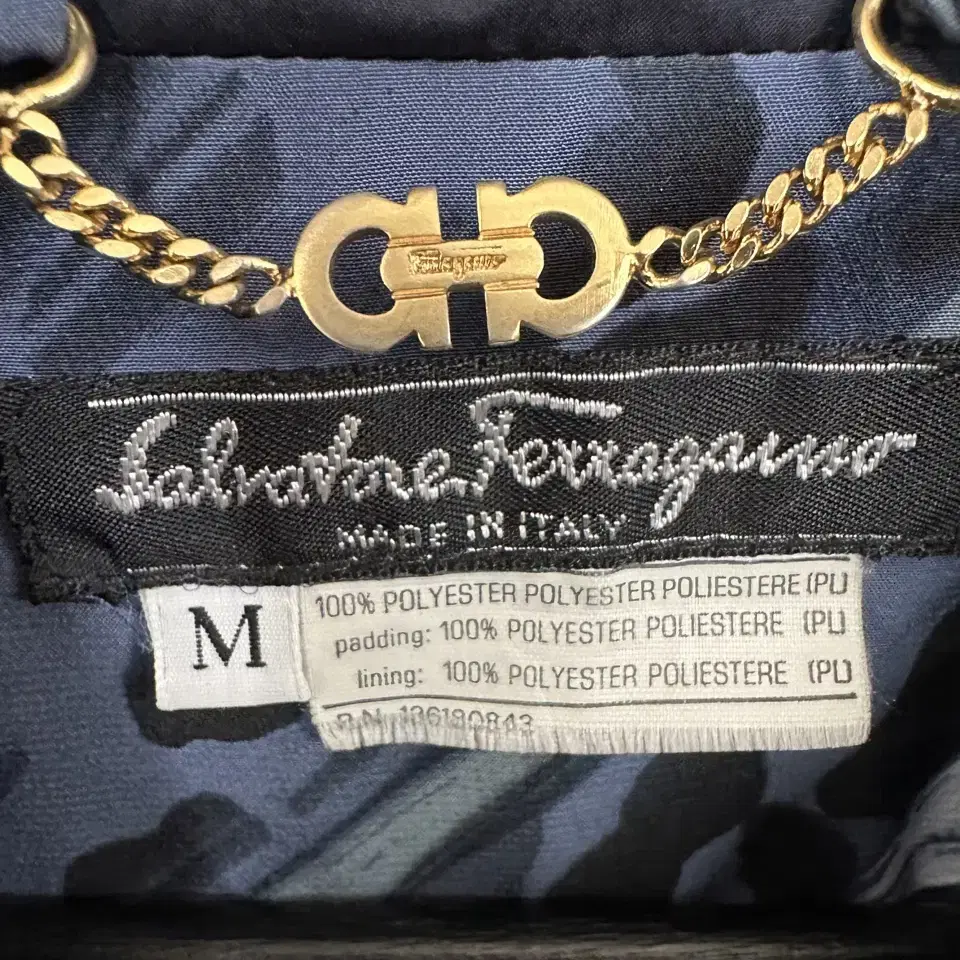 Ferragamo
Salvatore Ferragamo
MADE IN ITALY
M
100% POLYESTER POLYESTER POLIESTERE (PL)
padding: 100% POLYESTER POLIESTERE (PL)
lining: 100% POLYESTER POLIESTERE (PL)
R.N.